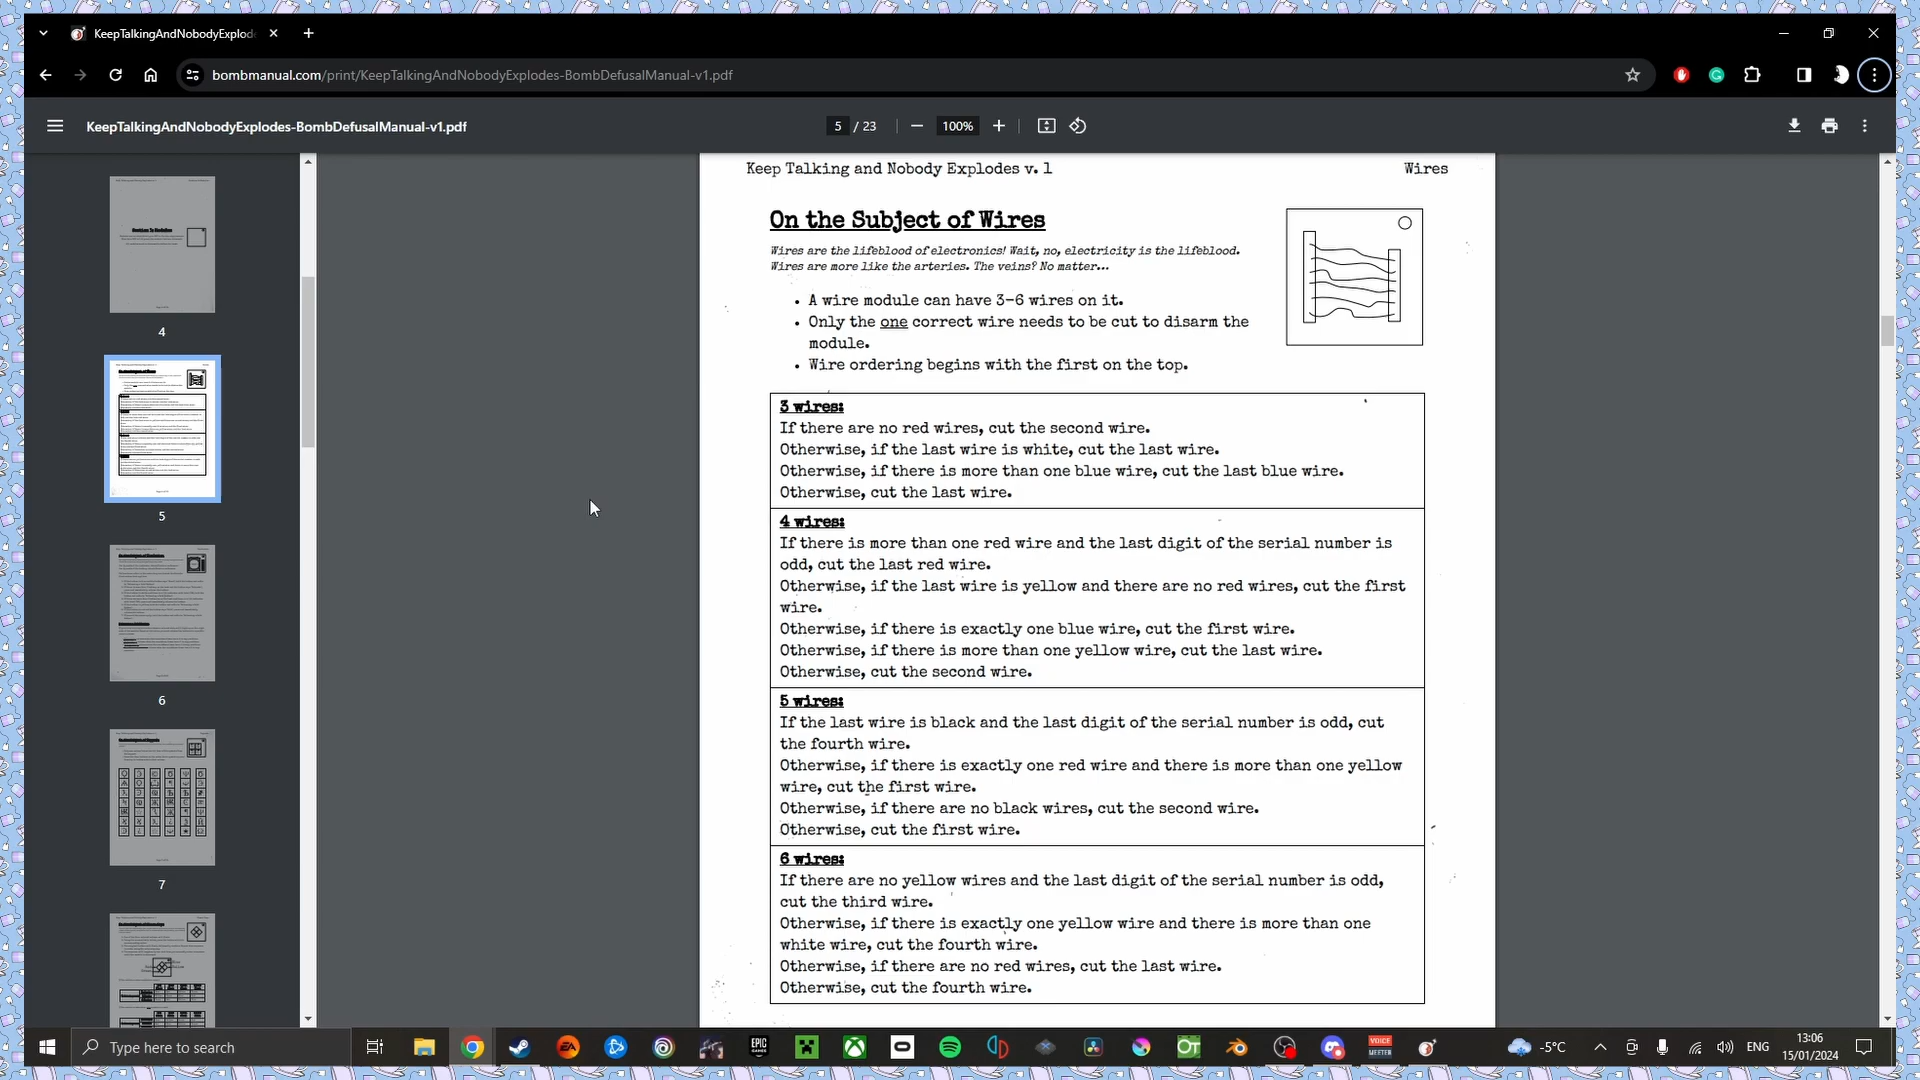 KeepTalkingAndNobodyExplod
bombmanual.com/print/KeepTalkingAndNobodyExplodes-BombDefusalManual-v1.pdf
KeepTalkingAndNobodyExplodes-BombDefusalManual-v1.pdf
5 / 23
100%
4
5
6
7
Keep Talking and Nobody Explodes v. 1
Wires
On the Subject of Wires
Wires are the lifeblood of electronics! Wait, no, electricity is the lifeblood.
Wires are more like the arteries. The veins? No matter…
• A wire module can have 3-6 wires on it.
• Only the one correct wire needs to be cut to disarm the
module.
• Wire ordering begins with the first on the top.
3 wires:
If there are no red wires, cut the second wire.
Otherwise, if the last wire is white, cut the last wire.
Otherwise, if there is more than one blue wire, cut the last blue wire.
Otherwise, cut the last wire.
4 wires:
If there is more than one red wire and the last digit of the serial number is
odd, cut the last red wire.
Otherwise, if the last wire is yellow and there are no red wires, cut the first
wire.
Otherwise, if there is exactly one blue wire, cut the first wire.
Otherwise, if there is more than one yellow wire, cut the last wire.
Otherwise, cut the second wire.
5 wires:
If the last wire is black and the last digit of the serial number is odd, cut
the fourth wire.
Otherwise, if there is exactly one red wire and there is more than one yellow
wire, cut the first wire.
Otherwise, if there are no black wires, cut the second wire.
Otherwise, cut the first wire.
6 wires:
If there are no yellow wires and the last digit of the serial number is odd,
cut the third wire.
Otherwise, if there is exactly one yellow wire and there is more than one
white wire, cut the fourth wire.
Otherwise, if there are no red wires, cut the last wire.
Otherwise, cut the fourth wire.
Type here to search
EA
EPIC
GAMES
OT
VOICE
MEETER
-5°C
ENG
13:06
15/01/2024